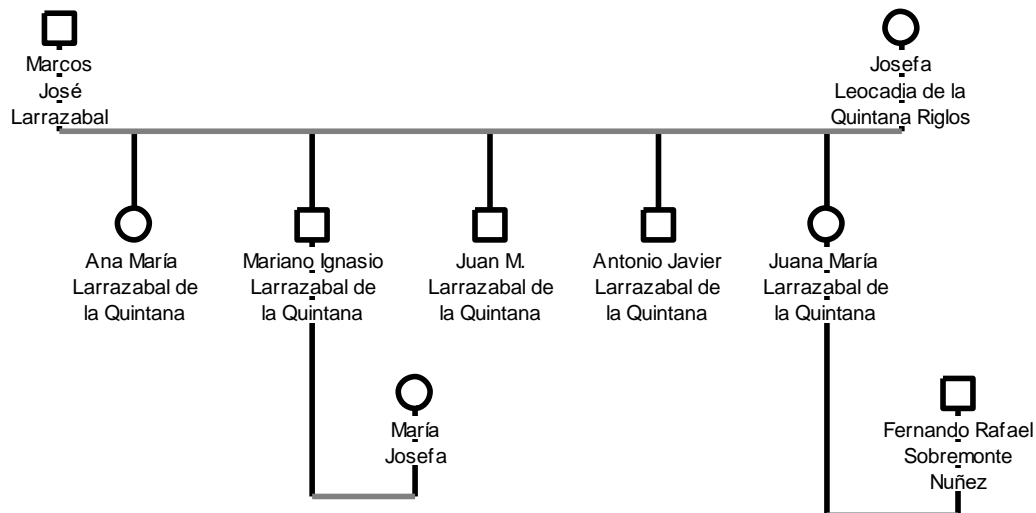 Marcos
José
Larrazabal
Josefa
Leocadia de la
Quintana Riglos
Ana María
Larrazabal de
la Quintana
Mariano Ignasio
Larrazabal de
la Quintana
Juan M.
Larrazabal de
la Quintana
Antonio Javier
Larrazabal de
la Quintana
Juana María
Larrazabal de
la Quintana
María
Josefa
Fernando Rafael
Sobremonte
Nuñez